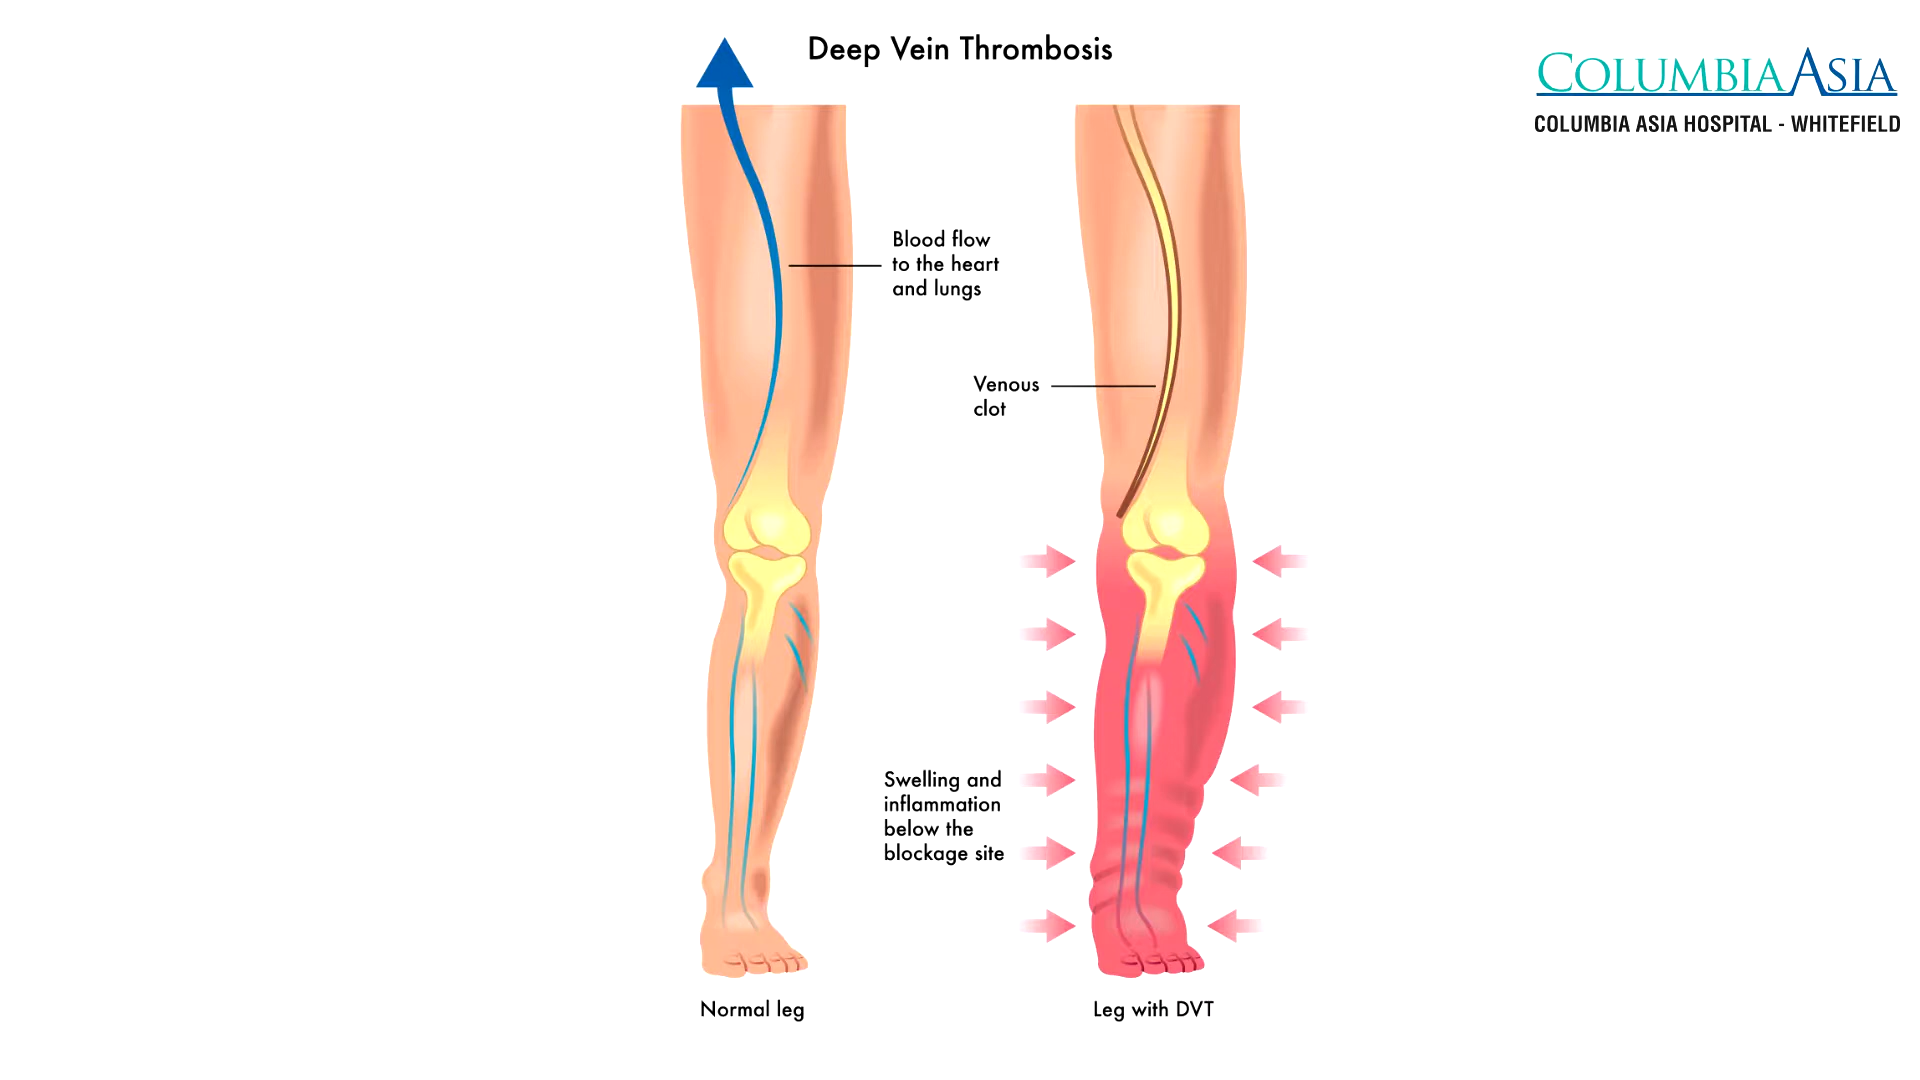 Deep Vein Thrombosis
COLUMBIA ASIA
COLUMBIA ASIA HOSPITAL - WHITEFIELD
Blood flow
to the heart
and lungs
Venous
clot
Swelling and
inflammation
below the
blockage site
Normal leg
Leg with DVT